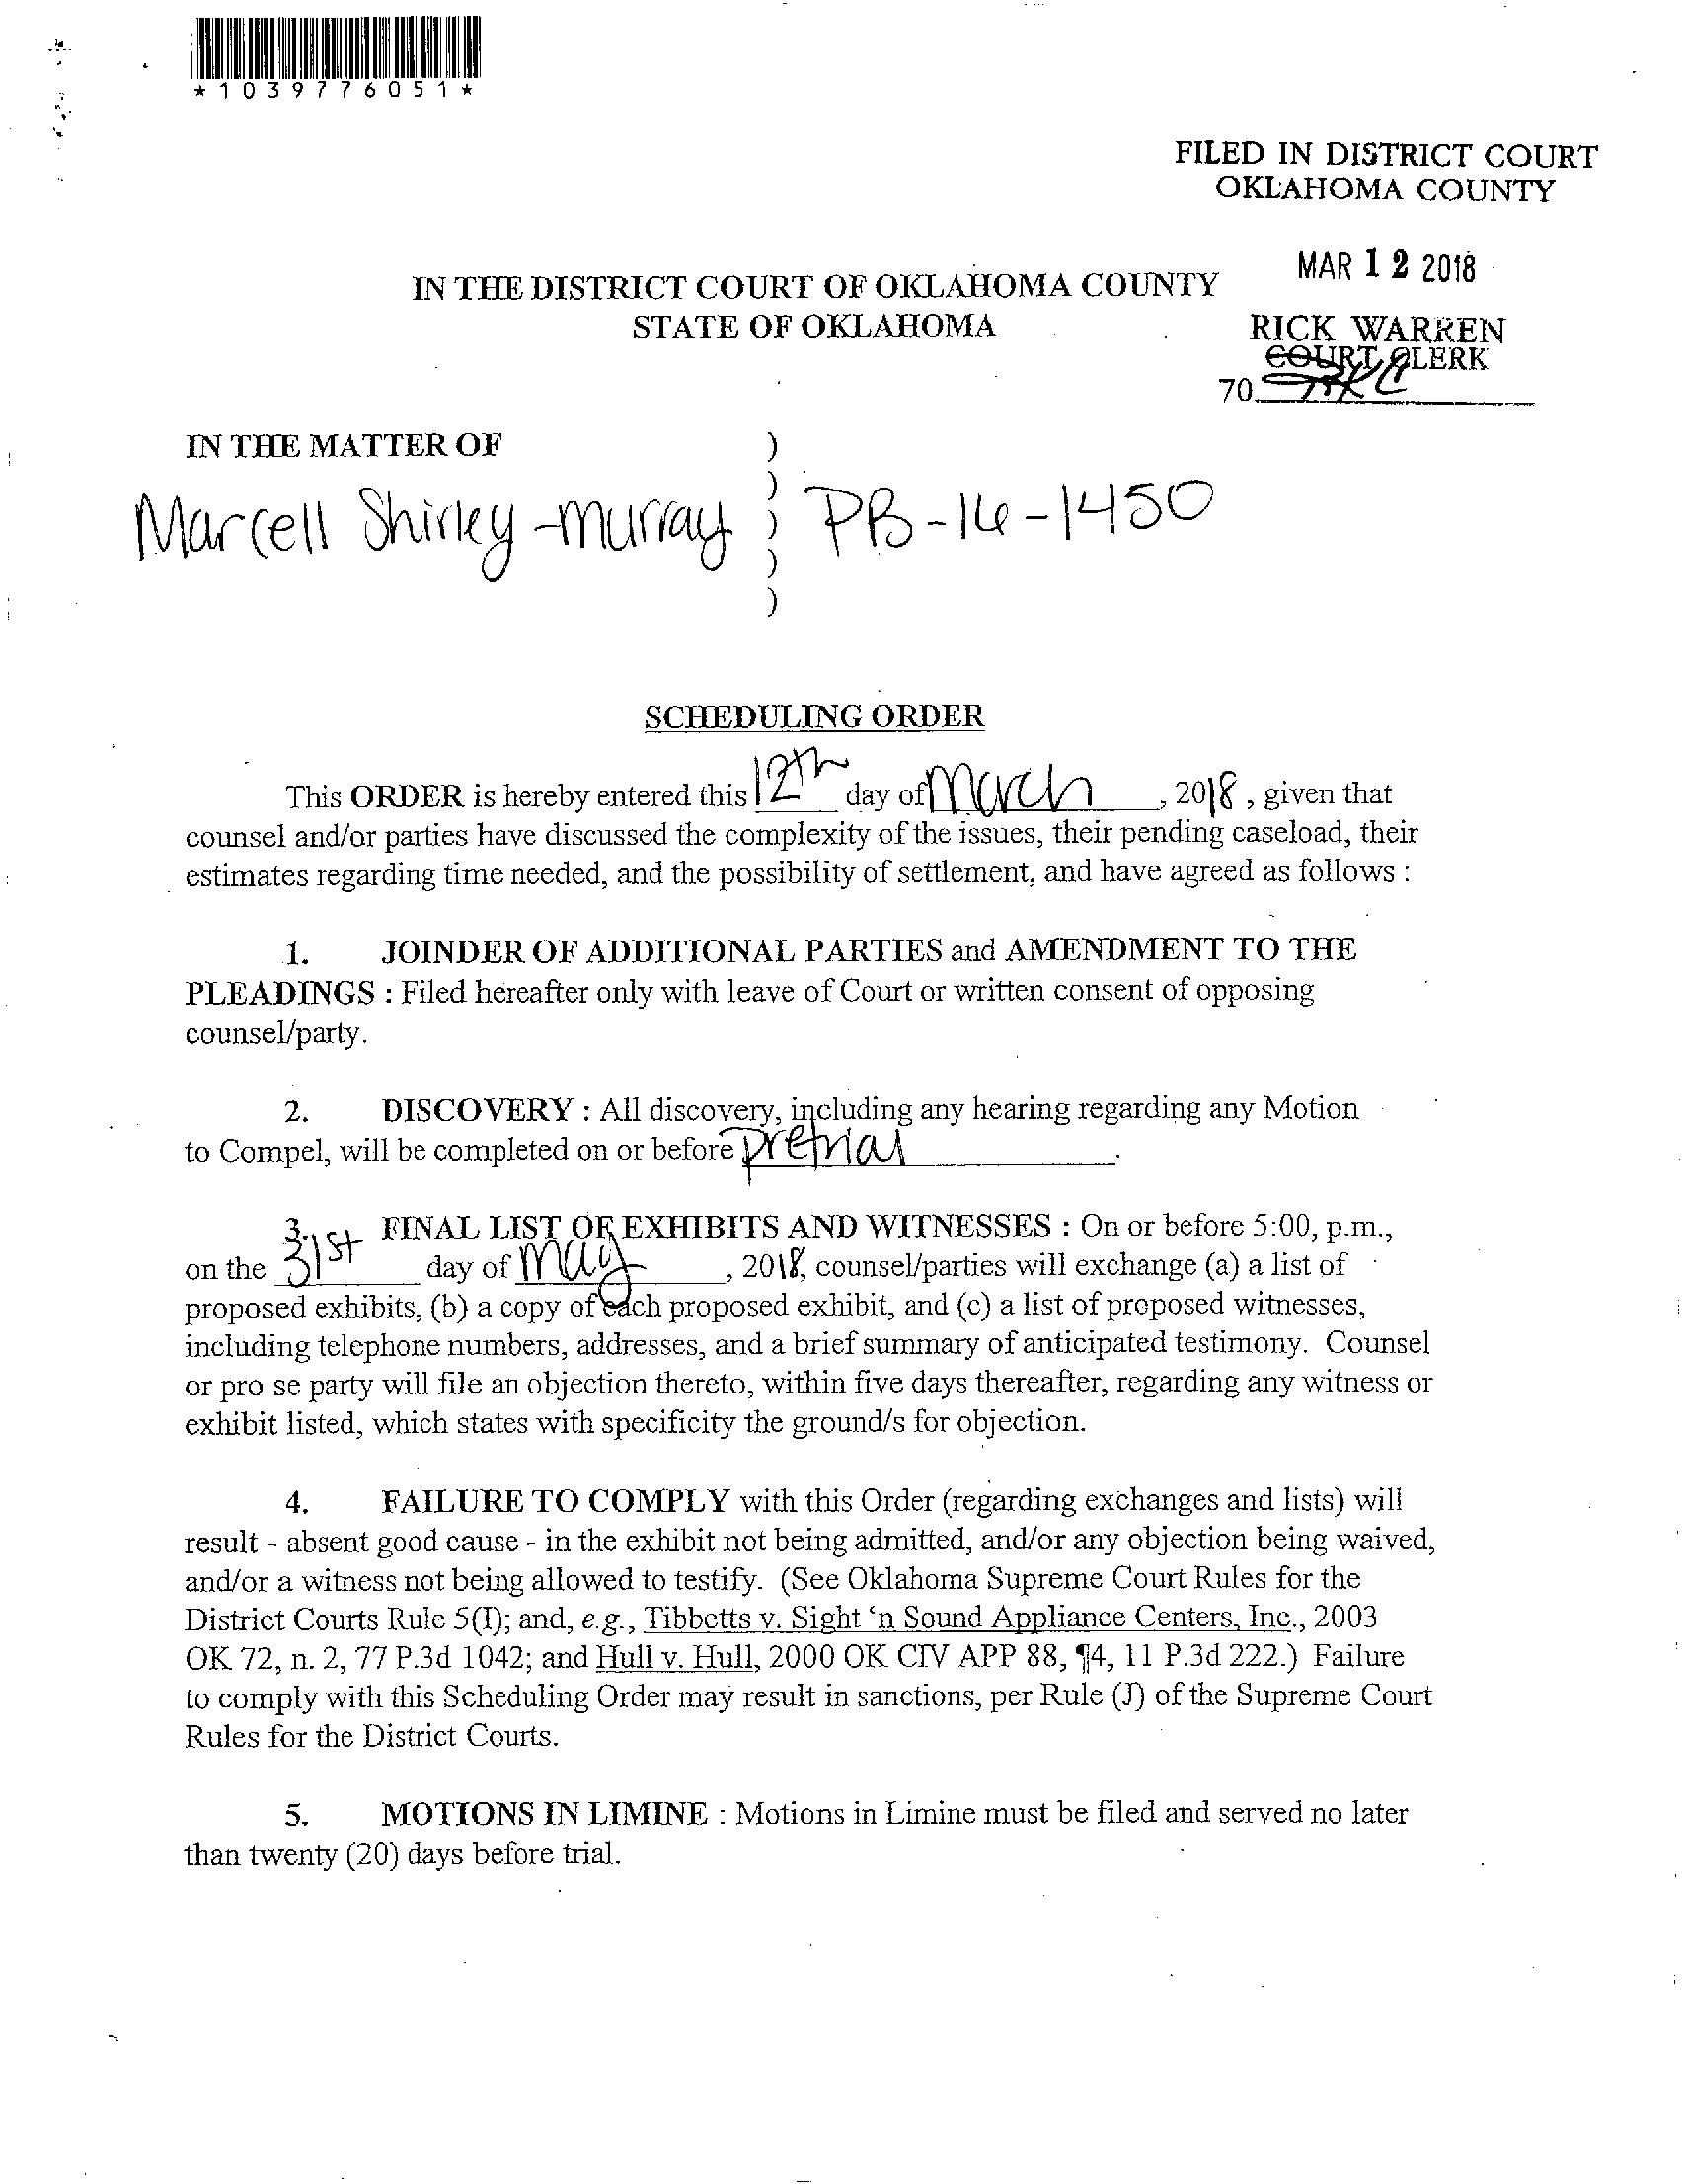 *1039776051*
FILED IN DISTRICT COURT
OKLAHOMA COUNTY
MAR 12 2018
IN THE DISTRICT COURT OF OKLAHOMA COUNTY
STATE OF OKLAHOMA
RICK WARREN
COURT CLERK
70
IN THE MATTER OF )
Marcell Shirley-Murray ) PB-16-1450
)
)
)
SCHEDULING ORDER
This ORDER is hereby entered this 12th day of March, 2018, given that
counsel and/or parties have discussed the complexity of the issues, their pending caseload, their
estimates regarding time needed, and the possibility of settlement, and have agreed as follows :
1. JOINDER OF ADDITIONAL PARTIES and AMENDMENT TO THE
PLEADINGS : Filed hereafter only with leave of Court or written consent of opposing
counsel/party.
2. DISCOVERY : All discovery, including any hearing regarding any Motion
to Compel, will be completed on or before pretrial.
3. FINAL LIST OF EXHIBITS AND WITNESSES : On or before 5:00, p.m.,
on the 31st day of May, 2018, counsel/parties will exchange (a) a list of
proposed exhibits, (b) a copy of each proposed exhibit, and (c) a list of proposed witnesses,
including telephone numbers, addresses, and a brief summary of anticipated testimony. Counsel
or pro se party will file an objection thereto, within five days thereafter, regarding any witness or
exhibit listed, which states with specificity the ground/s for objection.
4. FAILURE TO COMPLY with this Order (regarding exchanges and lists) will
result - absent good cause - in the exhibit not being admitted, and/or any objection being waived,
and/or a witness not being allowed to testify. (See Oklahoma Supreme Court Rules for the
District Courts Rule 5(I); and, e.g., Tibbetts v. Sight ‘n Sound Appliance Centers, Inc., 2003
OK 72, n. 2, 77 P.3d 1042; and Hull v. Hull, 2000 OK CIV APP 88, ¶4, 11 P.3d 222.) Failure
to comply with this Scheduling Order may result in sanctions, per Rule (J) of the Supreme Court
Rules for the District Courts.
5. MOTIONS IN LIMINE : Motions in Limine must be filed and served no later
than twenty (20) days before trial.